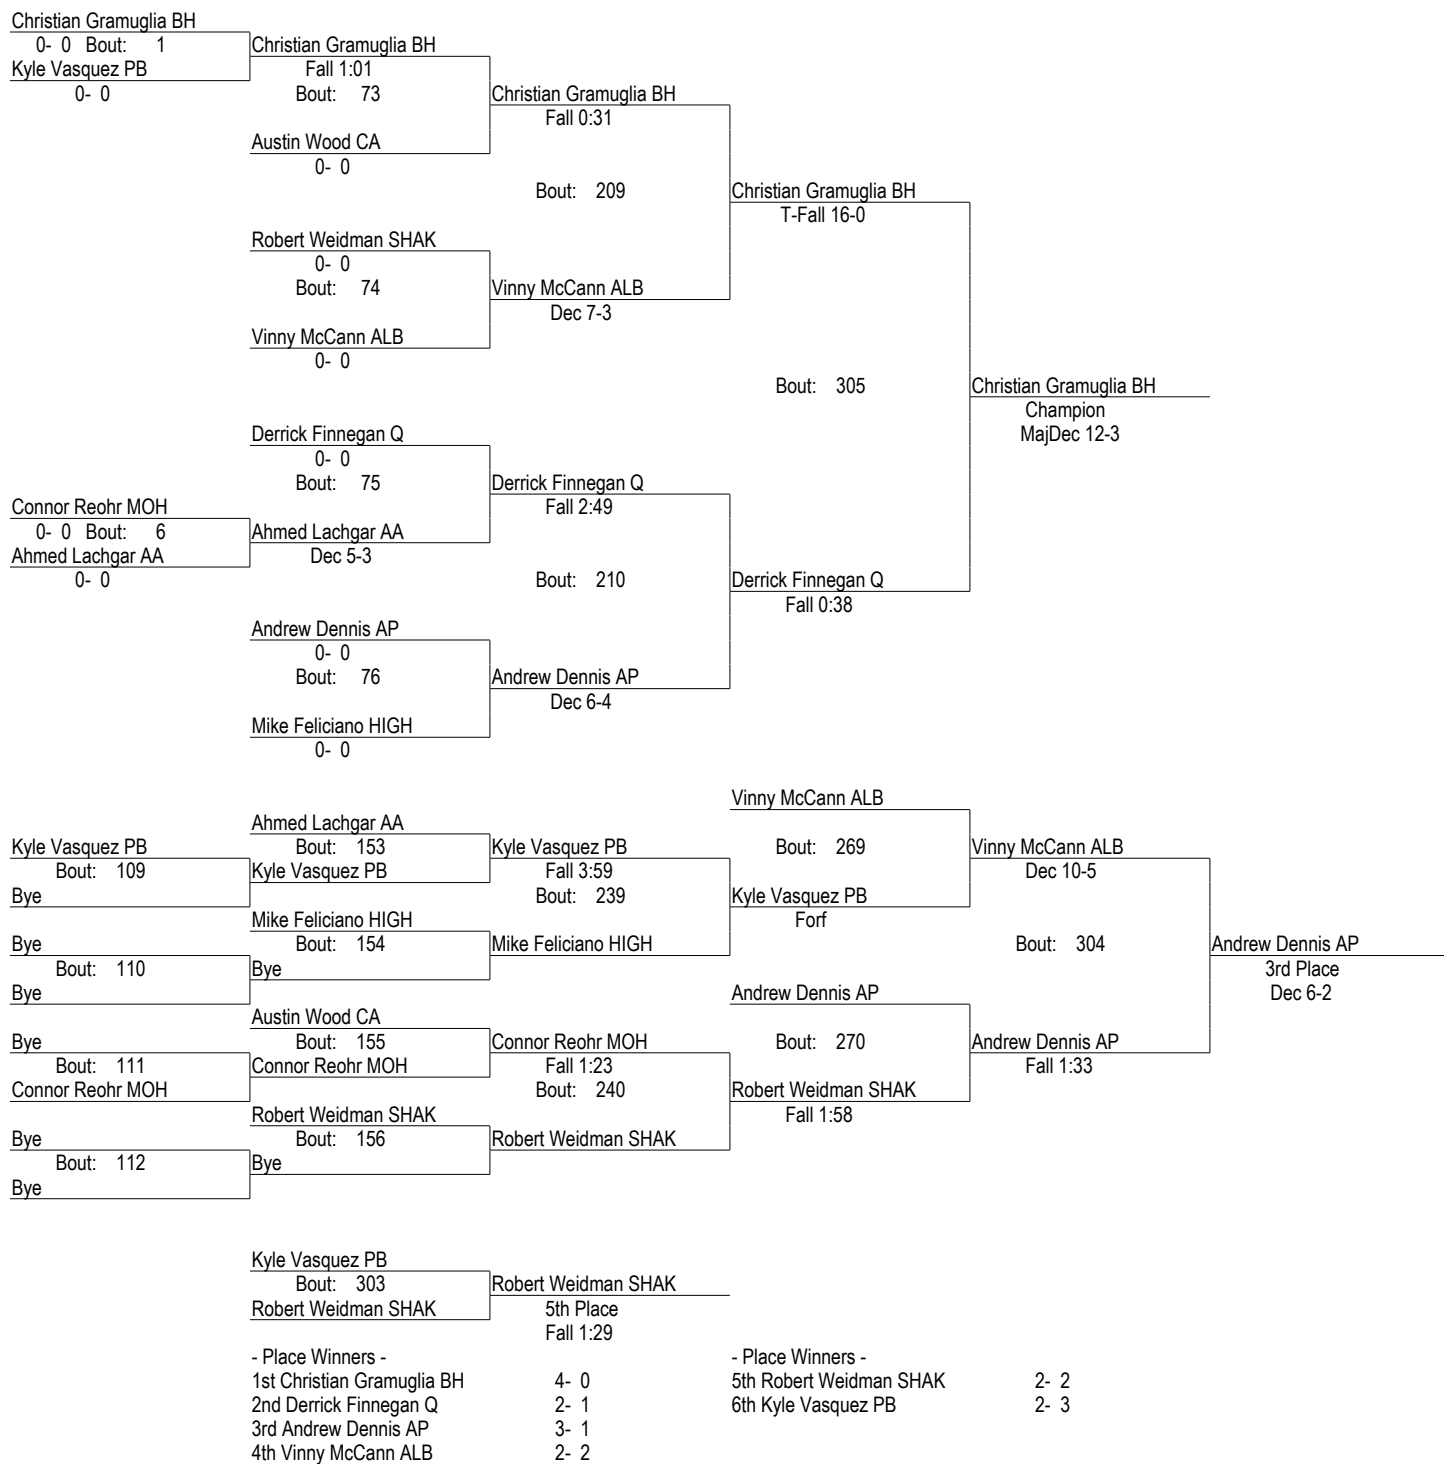 Christian Gramuglia BH
0- 0 Bout: 1 Christian Gramuglia BH
Kyle Vasquez PB Fall 1:01
0- 0 Bout: 73 Christian Gramuglia BH
Fall 0:31
Austin Wood CA
0- 0
Bout: 209 Christian Gramuglia BH
T-Fall 16-0
Robert Weidman SHAK
0- 0
Bout: 74 Vinny McCann ALB
Dec 7-3
Vinny McCann ALB
0- 0
Bout: 305 Christian Gramuglia BH
Champion
Derrick Finnegan Q MajDec 12-3
0- 0
Bout: 75 Derrick Finnegan Q
Connor Reohr MOH Fall 2:49
0- 0 Bout: 6 Ahmed Lachgar AA
Ahmed Lachgar AA Dec 5-3
0- 0 Bout: 210 Derrick Finnegan Q
Fall 0:38
Andrew Dennis AP
0- 0
Bout: 76 Andrew Dennis AP
Dec 6-4
Mike Feliciano HIGH
0- 0
Vinny McCann ALB
Ahmed Lachgar AA
Kyle Vasquez PB Bout: 153 Kyle Vasquez PB Bout: 269 Vinny McCann ALB
Bout: 109 Kyle Vasquez PB Fall 3:59 Dec 10-5
Bye Bout: 239 Kyle Vasquez PB
Mike Feliciano HIGH Forf
Bye Bout: 154 Mike Feliciano HIGH Bout: 304 Andrew Dennis AP
Bout: 110 Bye 3rd Place
Bye Andrew Dennis AP Dec 6-2
Austin Wood CA
Bye Bout: 155 Connor Reohr MOH Bout: 270 Andrew Dennis AP
Bout: 111 Connor Reohr MOH Fall 1:23 Fall 1:33
Connor Reohr MOH Bout: 240 Robert Weidman SHAK
Robert Weidman SHAK Fall 1:58
Bye Bout: 156 Robert Weidman SHAK
Bout: 112 Bye
Bye
Kyle Vasquez PB
Bout: 303 Robert Weidman SHAK
Robert Weidman SHAK 5th Place
Fall 1:29
- Place Winners - - Place Winners -
1st Christian Gramuglia BH 4- 0 5th Robert Weidman SHAK 2- 2
2nd Derrick Finnegan Q 2- 1 6th Kyle Vasquez PB 2- 3
3rd Andrew Dennis AP 3- 1
4th Vinny McCann ALB 2- 2